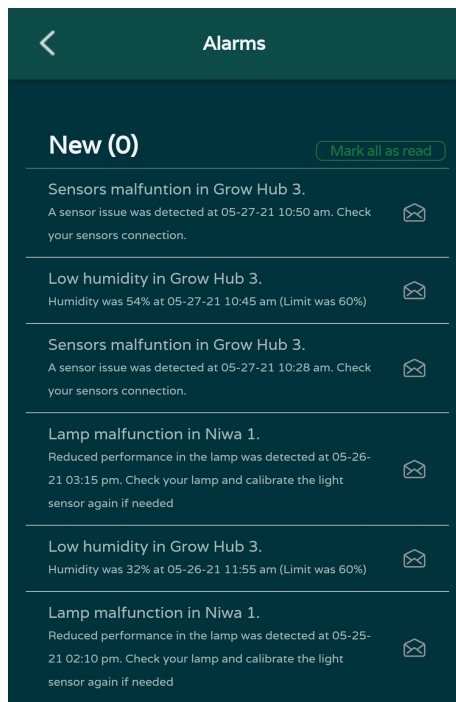 Alarms
New (0)
Mark all as read
Sensors malfuntion in Grow Hub 3.
A sensor issue was detected at 05-27-21 10:50 am. Check
your sensors connection.
Low humidity in Grow Hub 3.
Humidity was 54% at 05-27-21 10:45 am (Limit was 60%)
Sensors malfuntion in Grow Hub 3.
A sensor issue was detected at 05-27-21 10:28 am. Check
your sensors connection.
Lamp malfunction in Niwa 1.
Reduced performance in the lamp was detected at 05-26-
21 03:15 pm. Check your lamp and calibrate the light
sensor again if needed
Low humidity in Grow Hub 3.
Humidity was 32% at 05-26-21 11:55 am (Limit was 60%)
Lamp malfunction in Niwa 1.
Reduced performance in the lamp was detected at 05-25-
21 02:10 pm. Check your lamp and calibrate the light
sensor again if needed